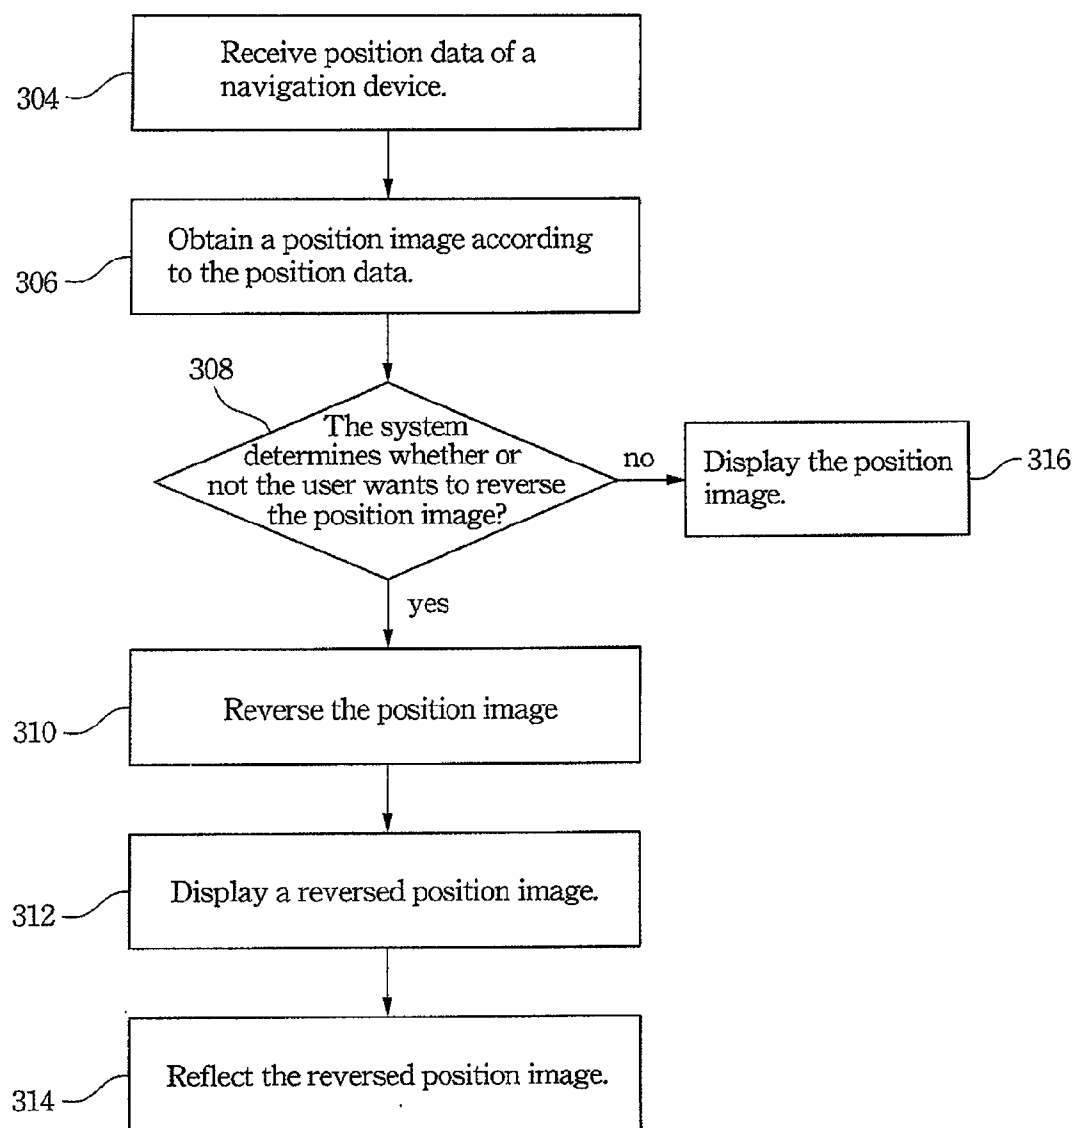 Receive position data of a
navigation device.
304
Obtain a position image according
to the position data.
306
308
The system
determines whether or
not the user wants to reverse
the position image?
no
Display the position
image.
316
yes
Reverse the position image
310
Display a reversed position image.
312
Reflect the reversed position image.
314